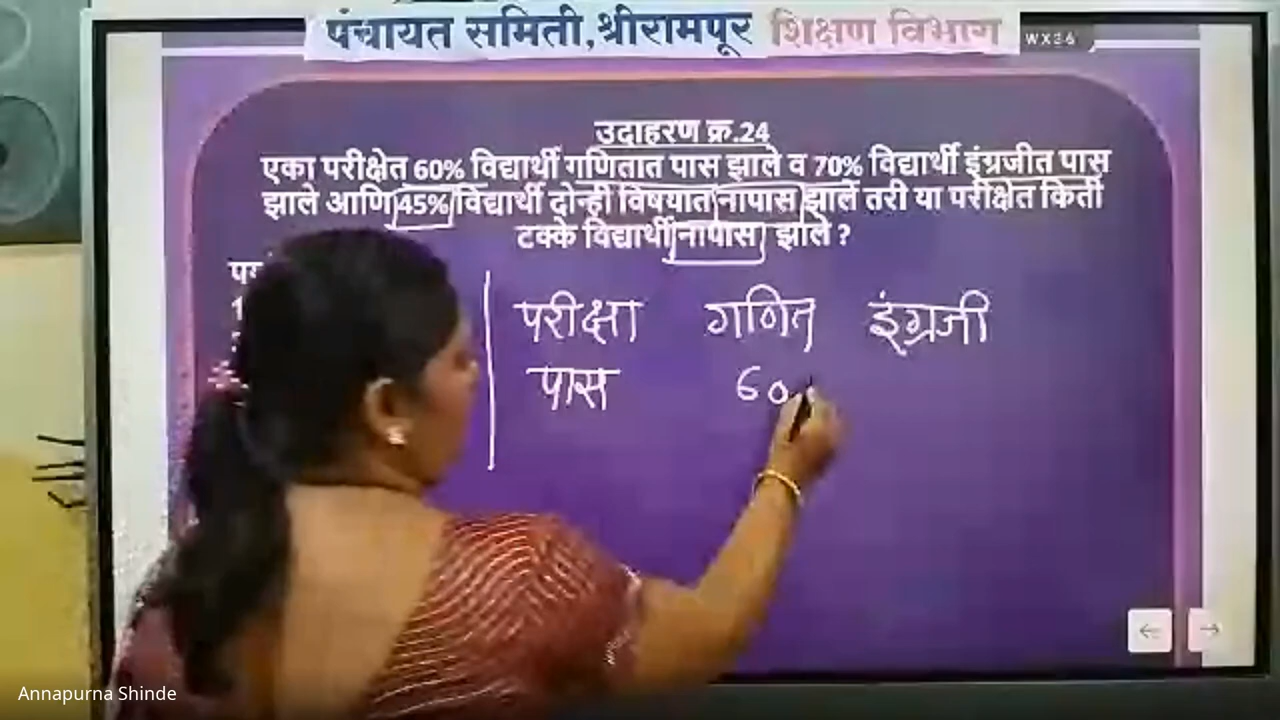 पंचायत समिती,श्रीरामपूर शिक्षण विभाग
WX26
उदाहरण क्र.24
एका परीक्षेत 60% विद्यार्थी गणितात पास झाले व 70% विद्यार्थी इंग्रजीत पास
झाले आणि 45% विद्यार्थी दोन्ही विषयात नापास झाले तरी या परीक्षेत किती
टक्के विद्यार्थी नापास झाले ?
परीक्षा गणित इंग्रजी
पास 60
Annapurna Shinde